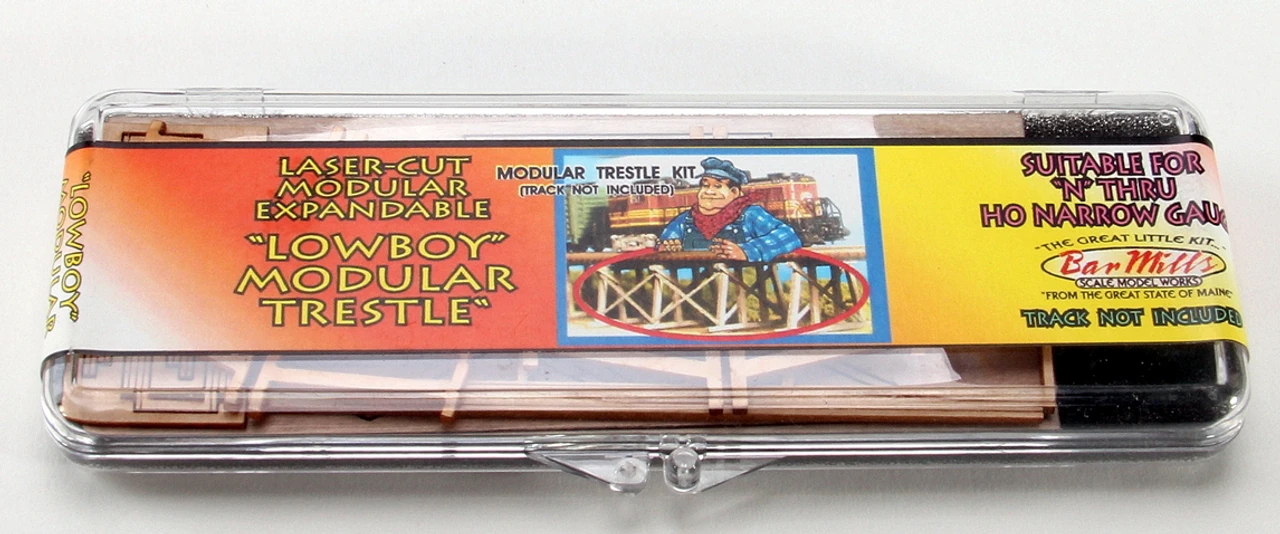 "LOWBOY"
MODULAR
LASER-CUT
MODULAR
EXPANDABLE
"LOWBOY"
MODULAR
TRESTLE"
MODULAR TRESTLE KIT
(TRACK NOT INCLUDED)
SUITABLE FOR
"N" THRU
HO NARROW GAUG
"THE GREAT LITTLE KIT...
Bar Mills
SCALE MODEL WORKS
"FROM THE GREAT STATE OF MAINE
TRACK NOT INCLUDED